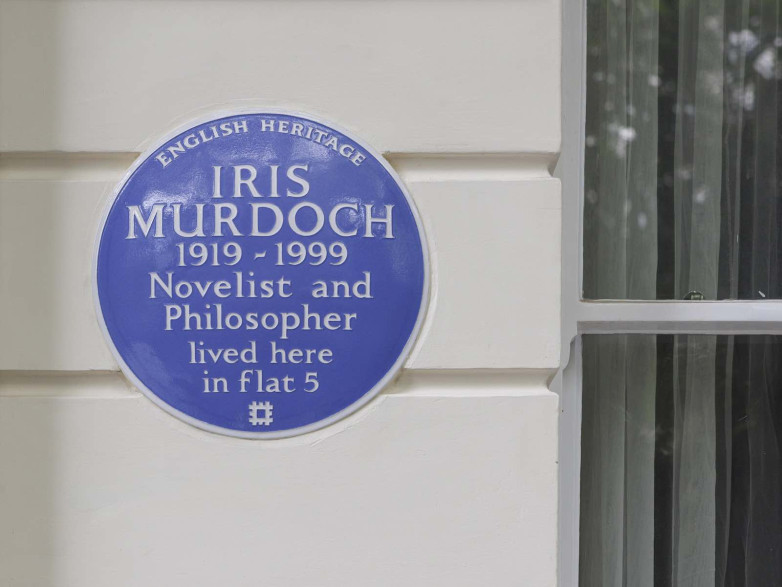 ENGLISH HERITAGE
IRIS
MURDOCH
1919 - 1999
Novelist and
Philosopher
lived here
in flat 5